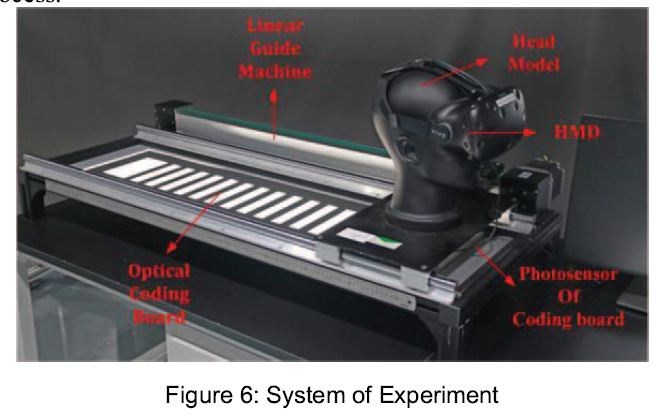 Linear
Guide
Machine
Head
Model
HMD
Optical
Coding
Board
Photosensor
Of
Coding board
Figure 6: System of Experiment